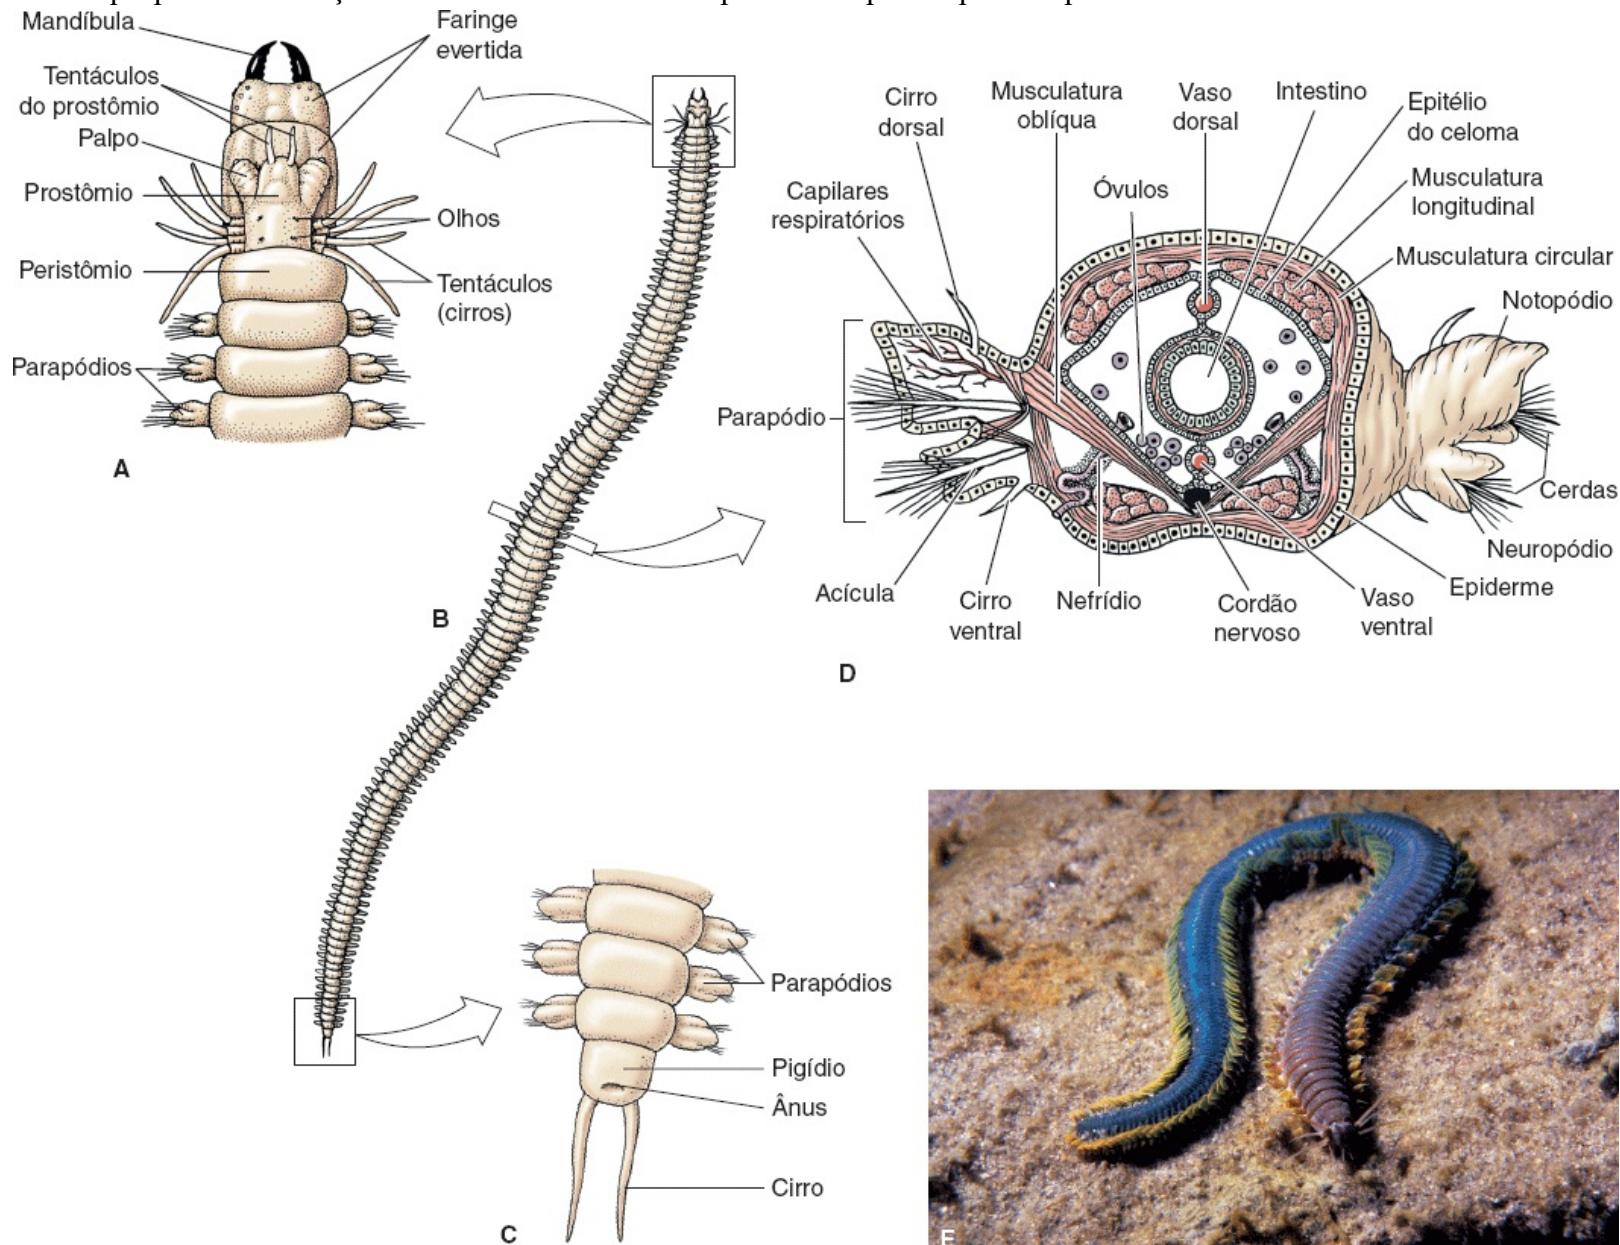 Mandíbula
Faringe
evertida
Tentáculos
do prostômio
Palpo
Prostômio
Olhos
Peristômio
Tentáculos
(cirros)
Parapódios
A
B
Cirro
dorsal
Musculatura
oblíqua
Vaso
dorsal
Intestino
Epitélio
do celoma
Capilares
respiratórios
Óvulos
Musculatura
longitudinal
Musculatura circular
Notopódio
Parapódio
Cerdas
Neuropódio
Epiderme
Acícula
Cirro
ventral
Nefrídio
Cordão
nervoso
Vaso
ventral
D
Parapódios
Pigídio
Ânus
Cirro
C
E